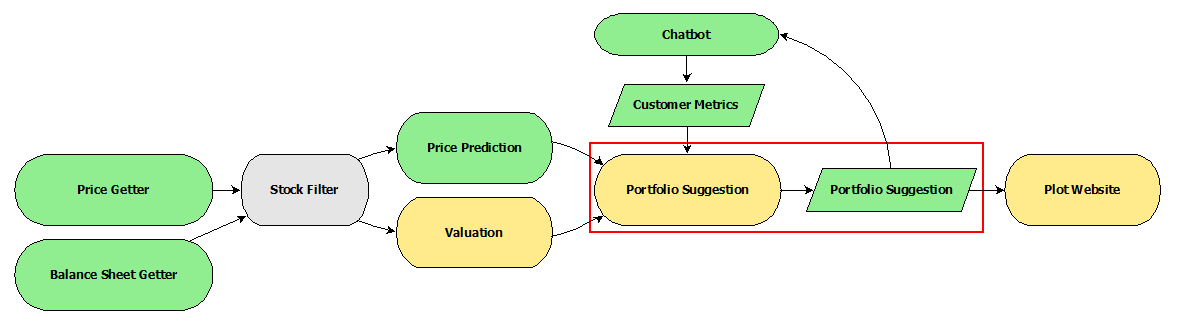 Chatbot
Customer Metrics
Price Prediction
Price Getter
Stock Filter
Portfolio Suggestion
Portfolio Suggestion
Plot Website
Valuation
Balance Sheet Getter